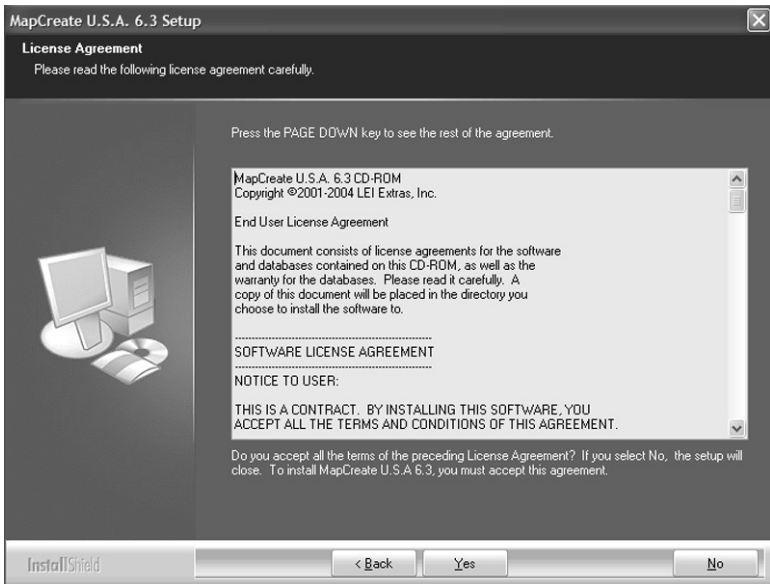 MapCreate U.S.A. 6.3 Setup
License Agreement
Please read the following license agreement carefully.
Press the PAGE DOWN key to see the rest of the agreement.
MapCreate U.S.A. 6.3 CD-ROM
Copyright ©2001-2004 LEI Extras, Inc.
End User License Agreement
This document consists of license agreements for the software
and databases contained on this CD-ROM, as well as the
warranty for the databases. Please read it carefully. A
copy of this document will be placed in the directory you
choose to install the software to.
--------------------------------------------------
SOFTWARE LICENSE AGREEMENT
--------------------------------------------------
NOTICE TO USER:
THIS IS A CONTRACT. BY INSTALLING THIS SOFTWARE, YOU
ACCEPT ALL THE TERMS AND CONDITIONS OF THIS AGREEMENT.
Do you accept all the terms of the preceding License Agreement? If you select No, the setup will
close. To install MapCreate U.S.A 6.3, you must accept this agreement.
InstallShield
< Back
Yes
No